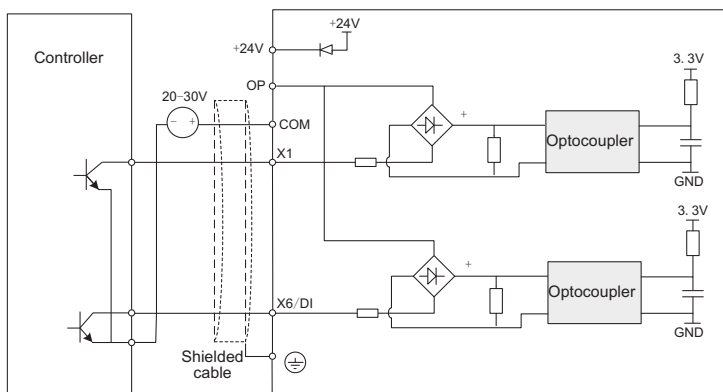 Controller
+24V
+24V
OP
20-30V
- +
COM
X1
+
Optocoupler
3.3V
GND
X6/DI
+
Optocoupler
3.3V
GND
Shielded
cable